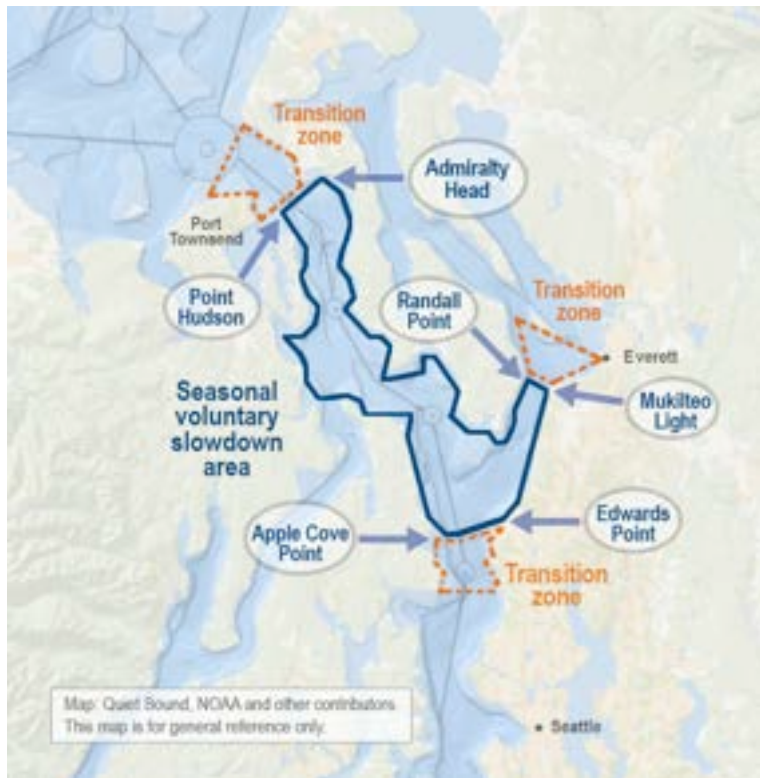 Transition
zone
Admiralty
Head
Port
Townsend
Point
Hudson
Randall
Point
Transition
zone
Everett
Seasonal
voluntary
slowdown
area
Mukilteo
Light
Apple Cove
Point
Edwards
Point
Transition
zone
Map: Quiet Sound, NOAA and other contributors
This map is for general reference only.
Seattle